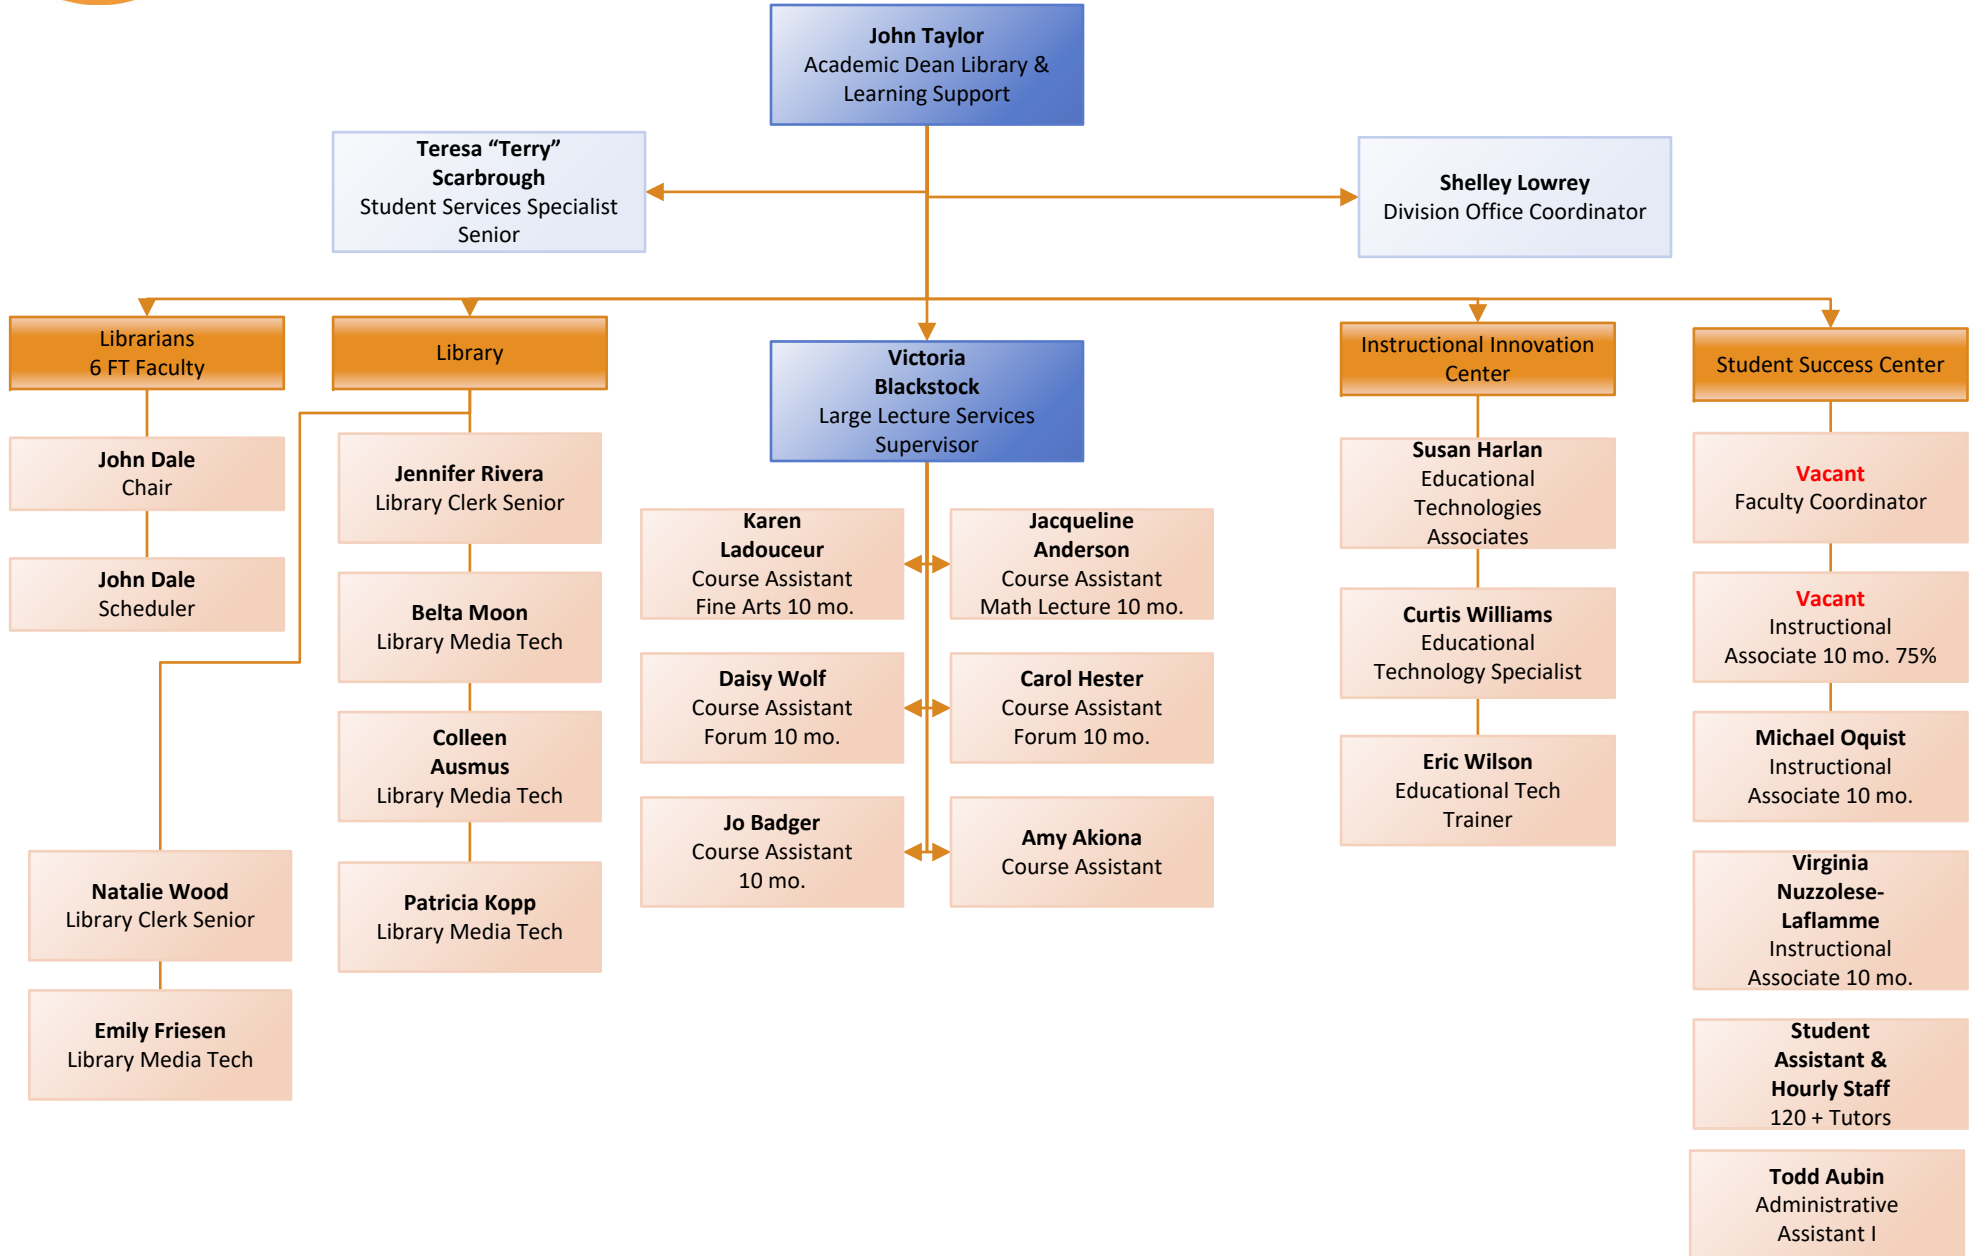 John Taylor
Academic Dean Library &
Learning Support
Teresa “Terry”
Scarbrough
Student Services Specialist
Senior
Shelley Lowrey
Division Office Coordinator
Librarians
6 FT Faculty
John Dale
Chair
John Dale
Scheduler
Library
Jennifer Rivera
Library Clerk Senior
Belta Moon
Library Media Tech
Colleen
Ausmus
Library Media Tech
Patricia Kopp
Library Media Tech
Natalie Wood
Library Clerk Senior
Emily Friesen
Library Media Tech
Victoria
Blackstock
Large Lecture Services
Supervisor
Karen
Ladouceur
Course Assistant
Fine Arts 10 mo.
Jacqueline
Anderson
Course Assistant
Math Lecture 10 mo.
Daisy Wolf
Course Assistant
Forum 10 mo.
Carol Hester
Course Assistant
Forum 10 mo.
Jo Badger
Course Assistant
10 mo.
Amy Akiona
Course Assistant
Instructional Innovation
Center
Susan Harlan
Educational
Technologies
Associates
Curtis Williams
Educational
Technology Specialist
Eric Wilson
Educational Tech
Trainer
Student Success Center
Vacant
Faculty Coordinator
Vacant
Instructional
Associate 10 mo. 75%
Michael Oquist
Instructional
Associate 10 mo.
Virginia
Nuzzolese-
Laflamme
Instructional
Associate 10 mo.
Student
Assistant &
Hourly Staff
120 + Tutors
Todd Aubin
Administrative
Assistant I